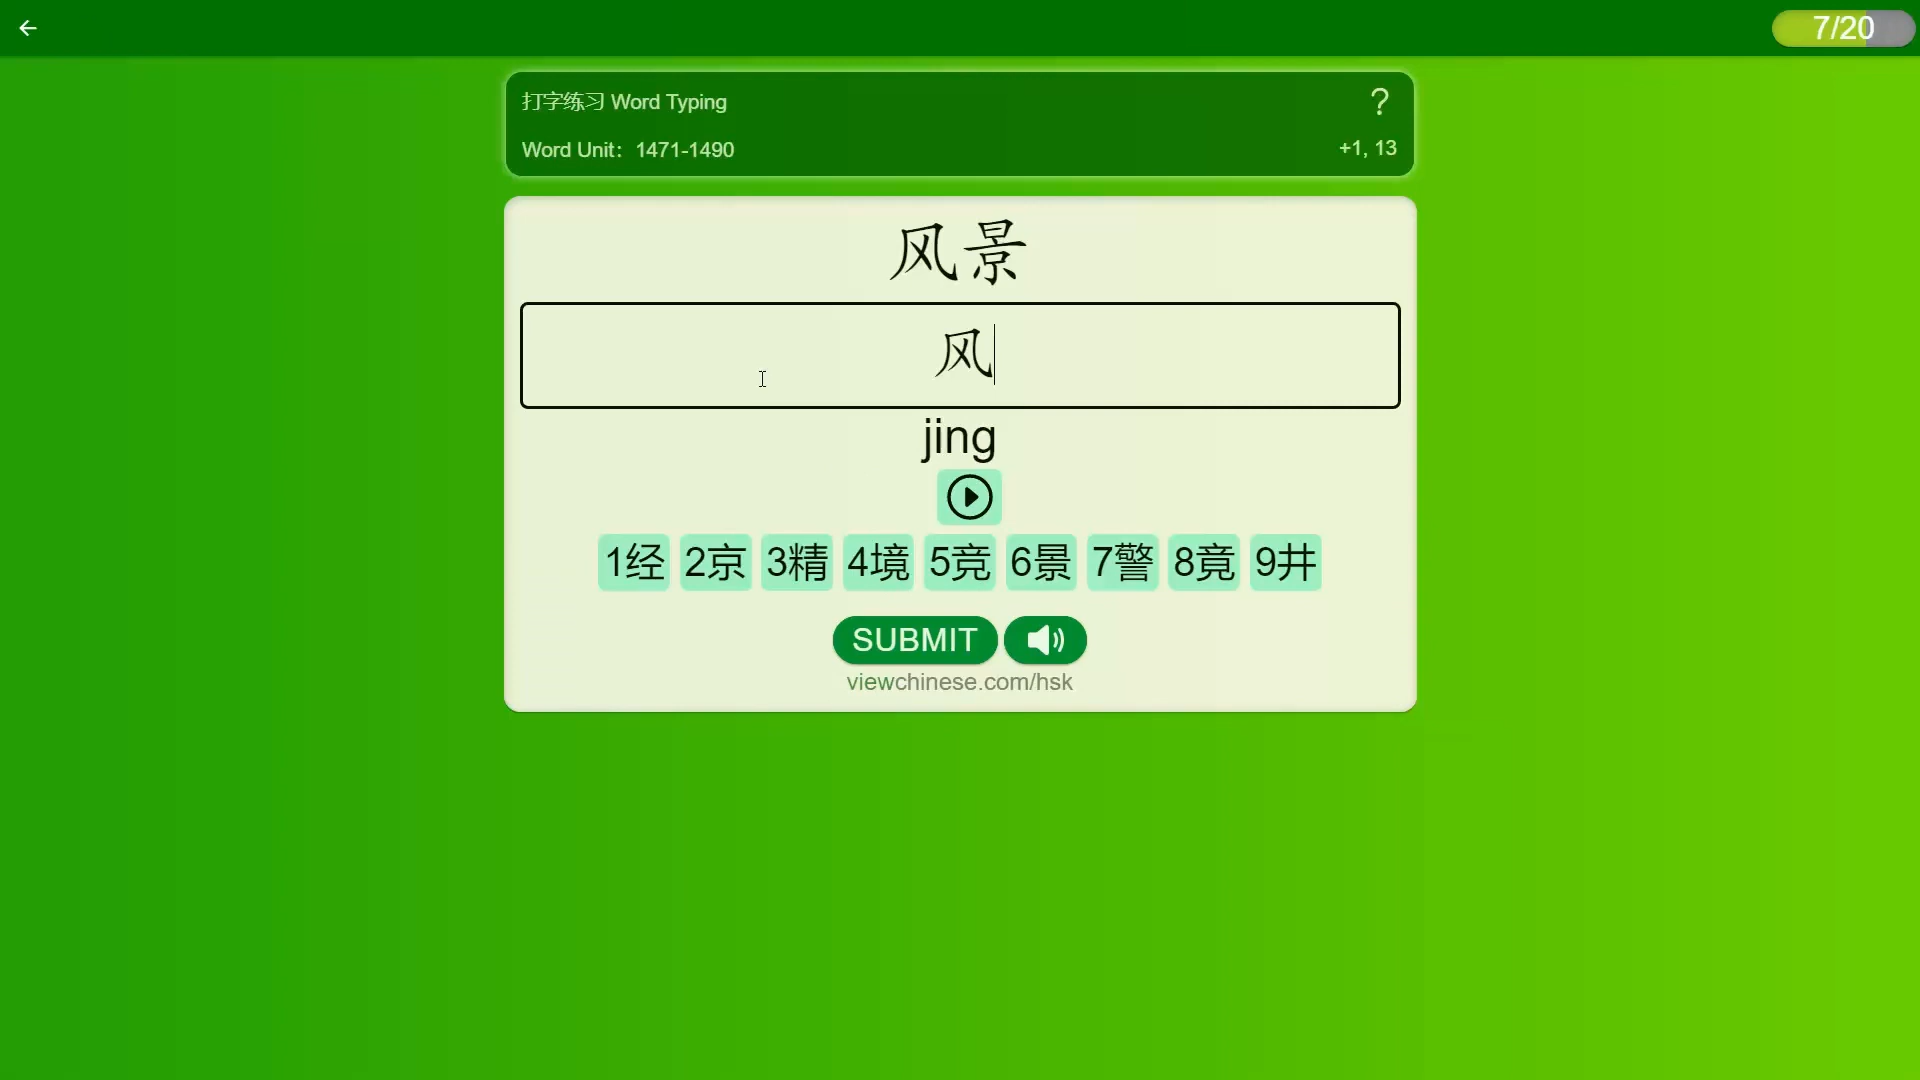 7/20
打字练习 Word Typing
?
Word Unit：1471-1490
+1, 13
风景
风
jing
1经 2京 3精 4境 5竞 6景 7警 8竟 9井
SUBMIT
viewchinese.com/hsk